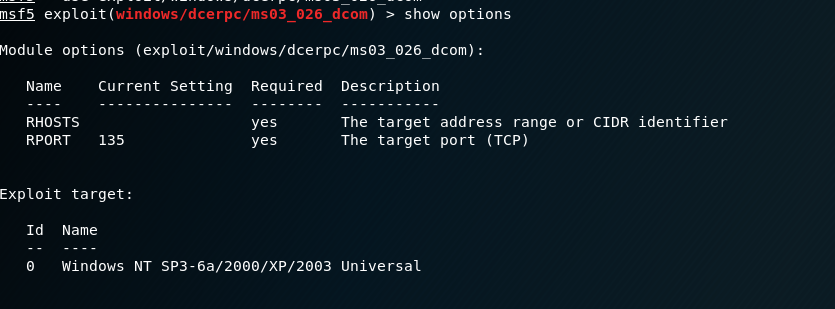 msf5 exploit(windows/dcerpc/ms03_026_dcom) > show options
Module options (exploit/windows/dcerpc/ms03_026_dcom):
Name Current Setting Required Description
---- --------------- -------- -----------
RHOSTS yes The target address range or CIDR identifier
RPORT 135 yes The target port (TCP)
Exploit target:
Id Name
-- ----
0 Windows NT SP3-6a/2000/XP/2003 Universal